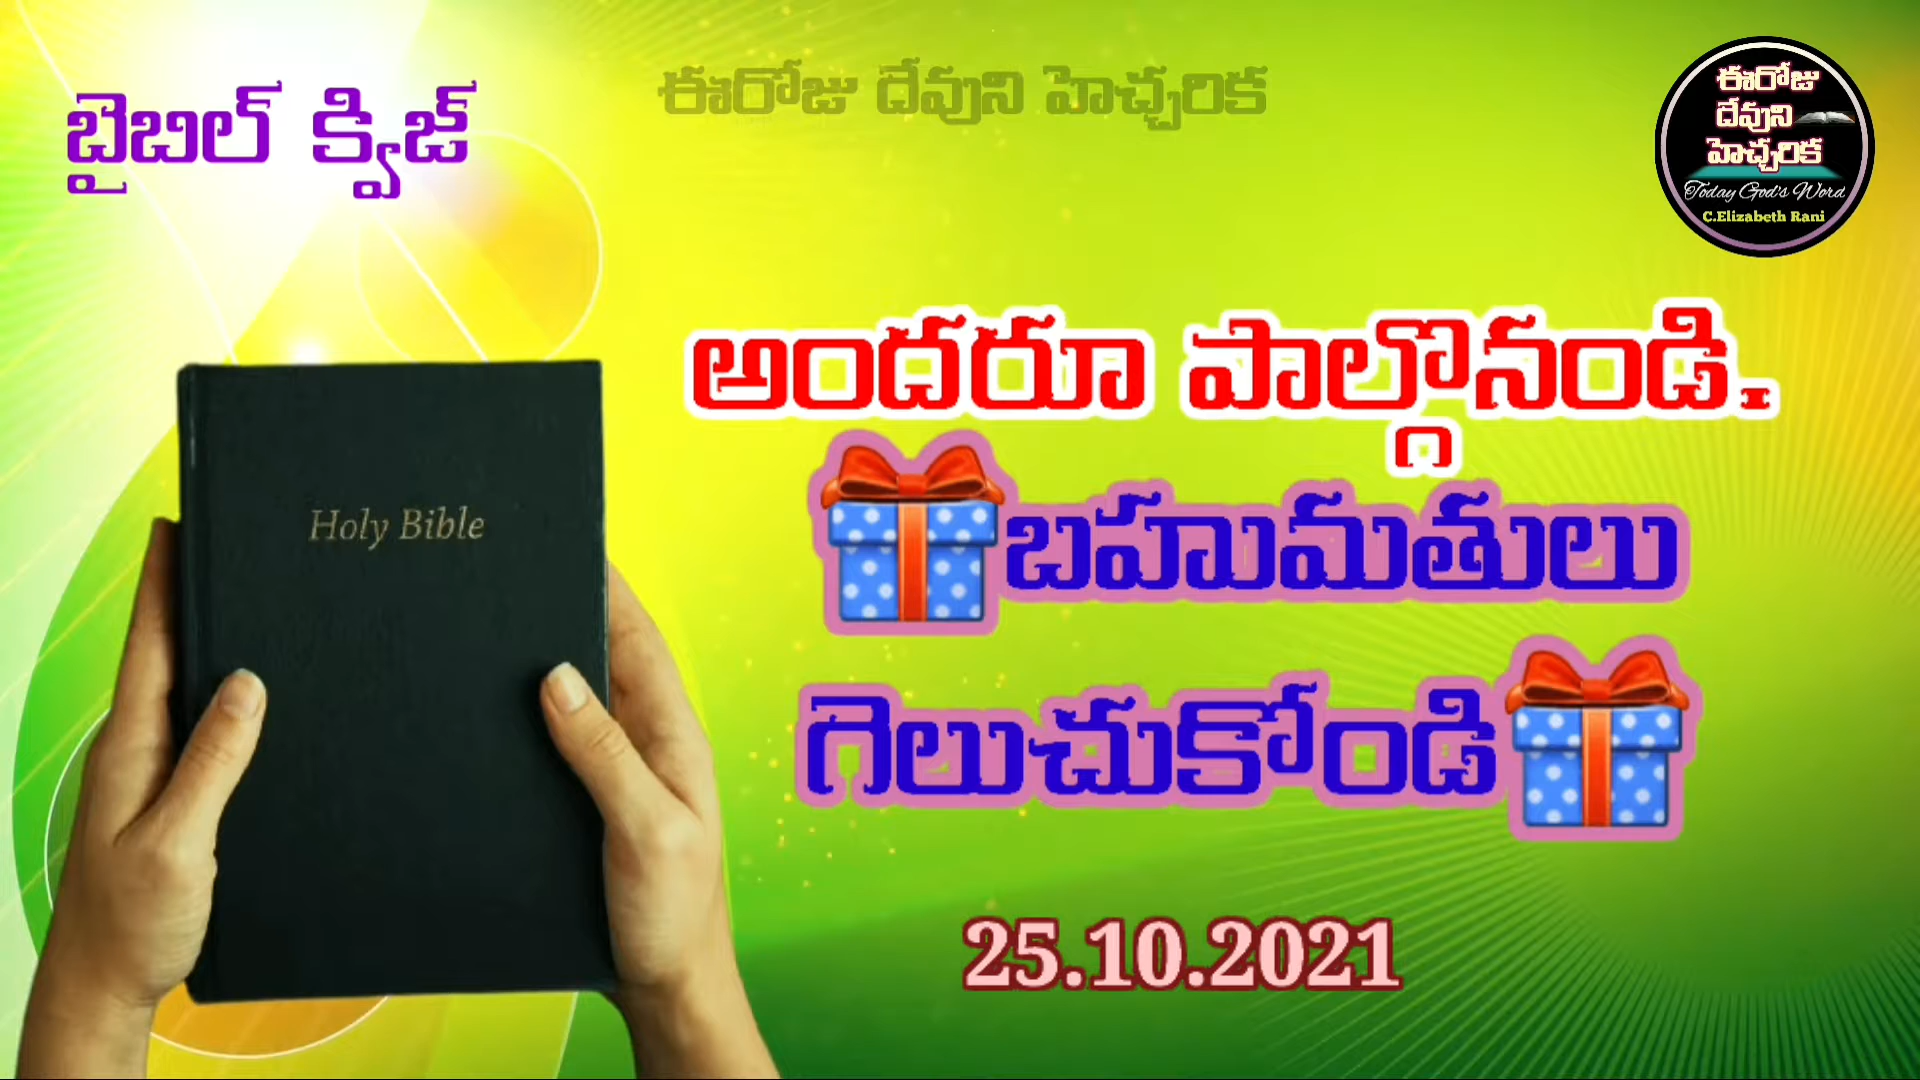 బైబిల్ క్విజ్
ఈరోజు దేవుని హెచ్చరిక
ఈరోజు
దేవుని
హెచ్చరిక
Today God's Word
C.Elizabeth Rani
అందరూ పాల్గొనండి.
బహుమతులు
గెలుచుకోండి
Holy Bible
25.10.2021